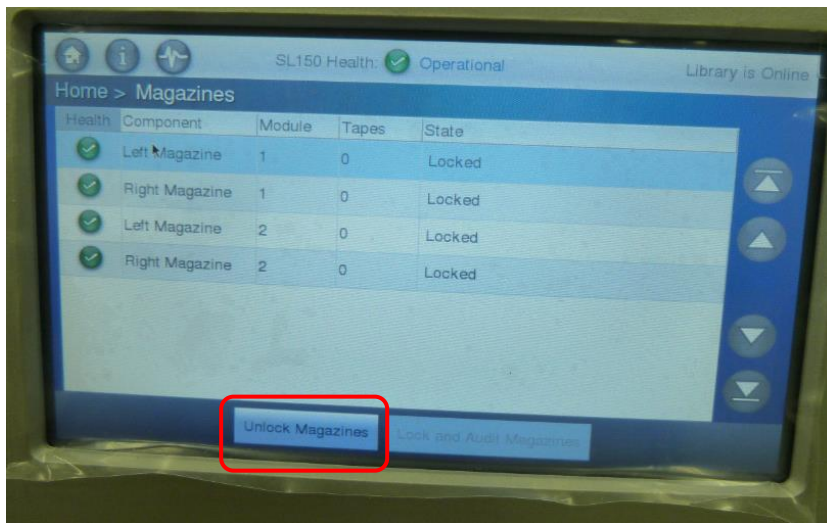 SL150 Health: Operational
Library is Online
Home > Magazines
Health Component Module Tapes State
Left Magazine 1 0 Locked
Right Magazine 1 0 Locked
Left Magazine 2 0 Locked
Right Magazine 2 0 Locked
Unlock Magazines Lock and Audit Magazines